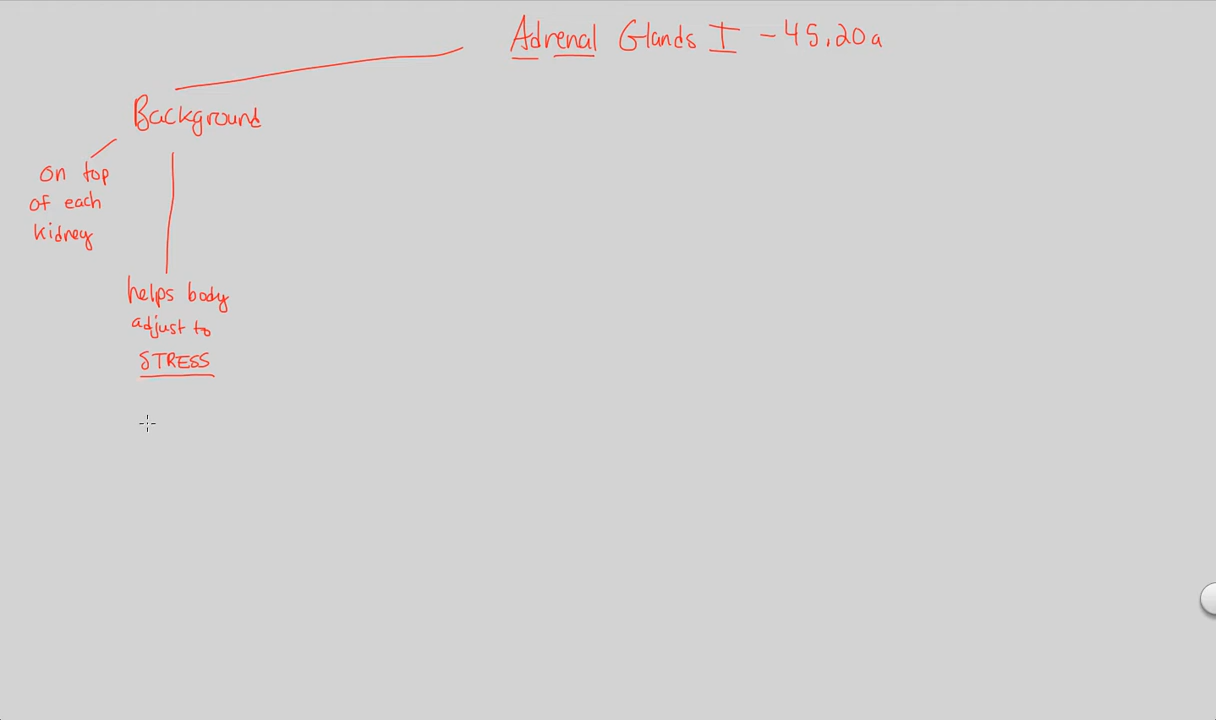 Adrenal Glands I - 45.20a
Background
on top
of each
kidney
helps body
adjust to
STRESS